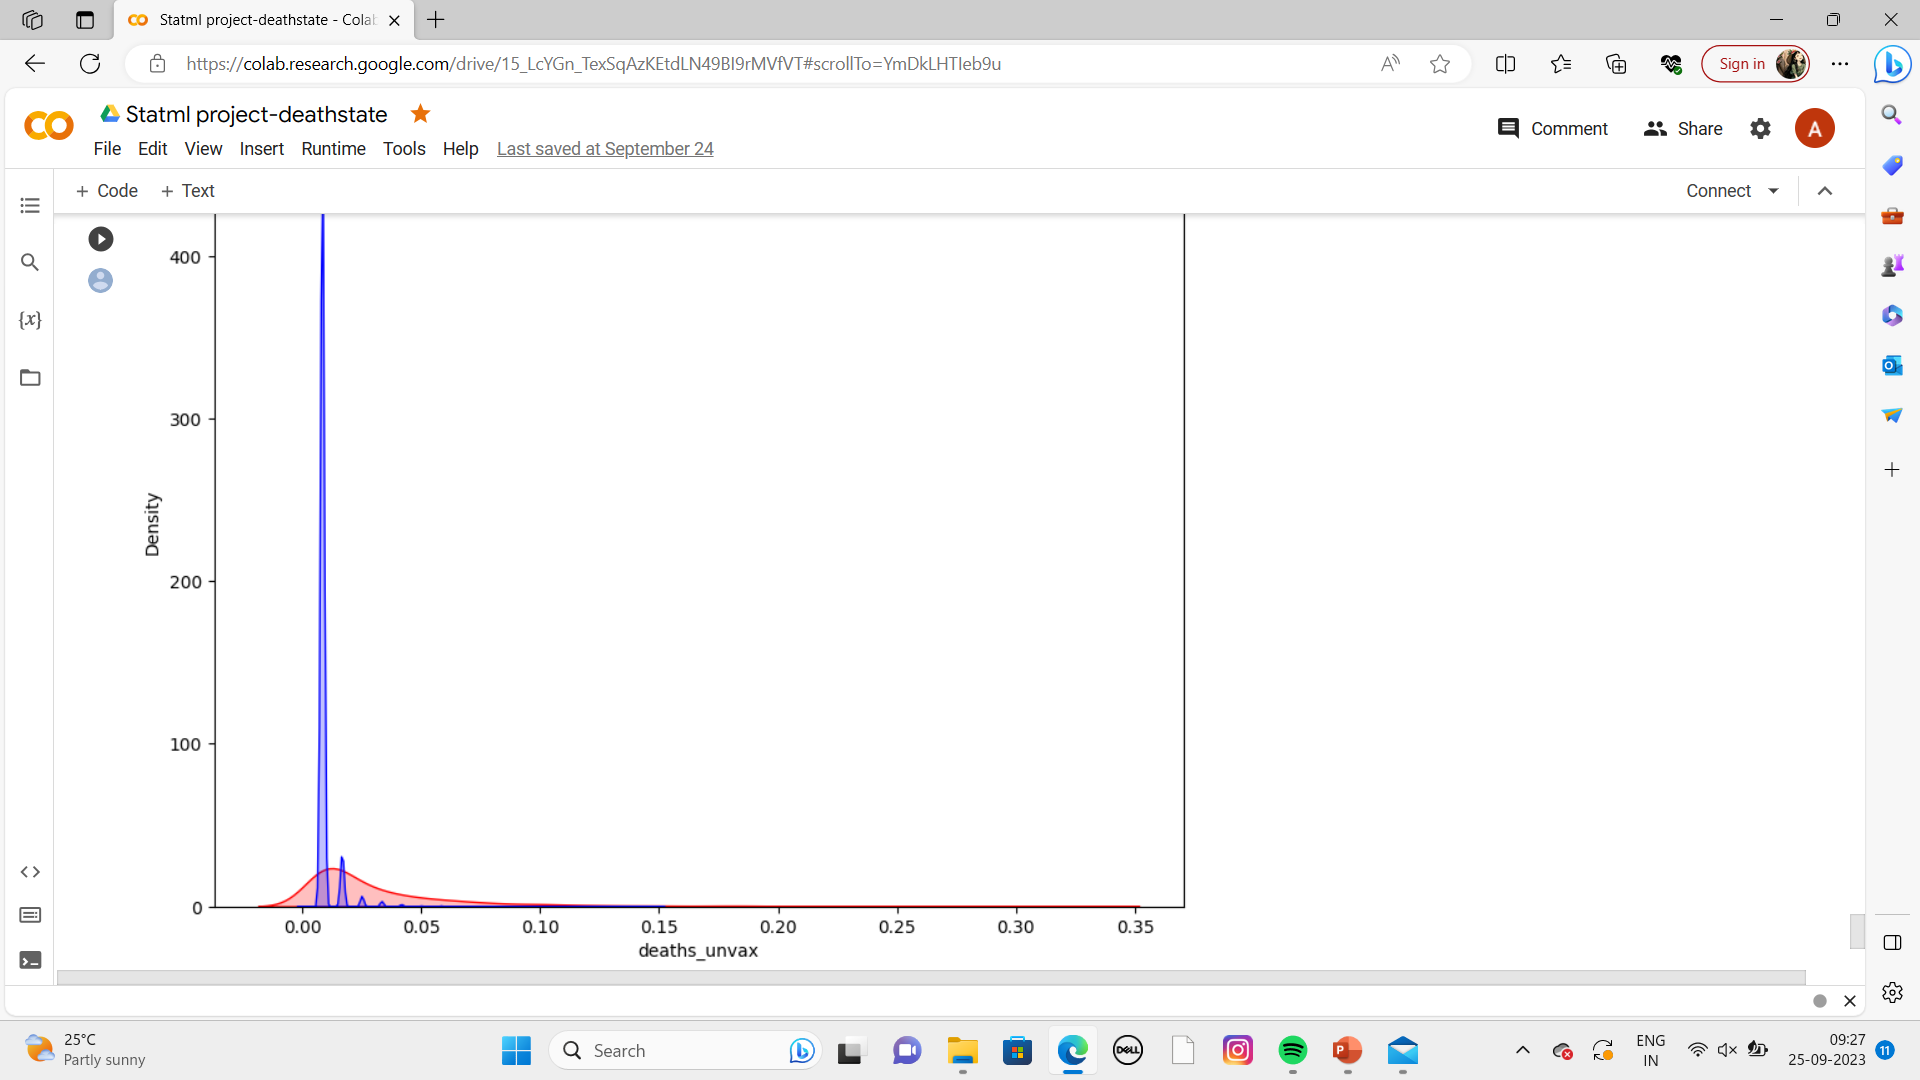 Statml project-deathstate - Colab
https://colab.research.google.com/drive/15_LcYGn_TexSqAzKEtdLN49BI9rMVfVT#scrollTo=YmDkLHTIeb9u
Sign in
Statml project-deathstate
File Edit View Insert Runtime Tools Help Last saved at September 24
Comment
Share
A
+ Code + Text
Connect
400
300
200
100
0
Density
0.00 0.05 0.10 0.15 0.20 0.25 0.30 0.35
deaths_unvax
25°C
Partly sunny
Search
DELL
ENG
IN
09:27
25-09-2023
11